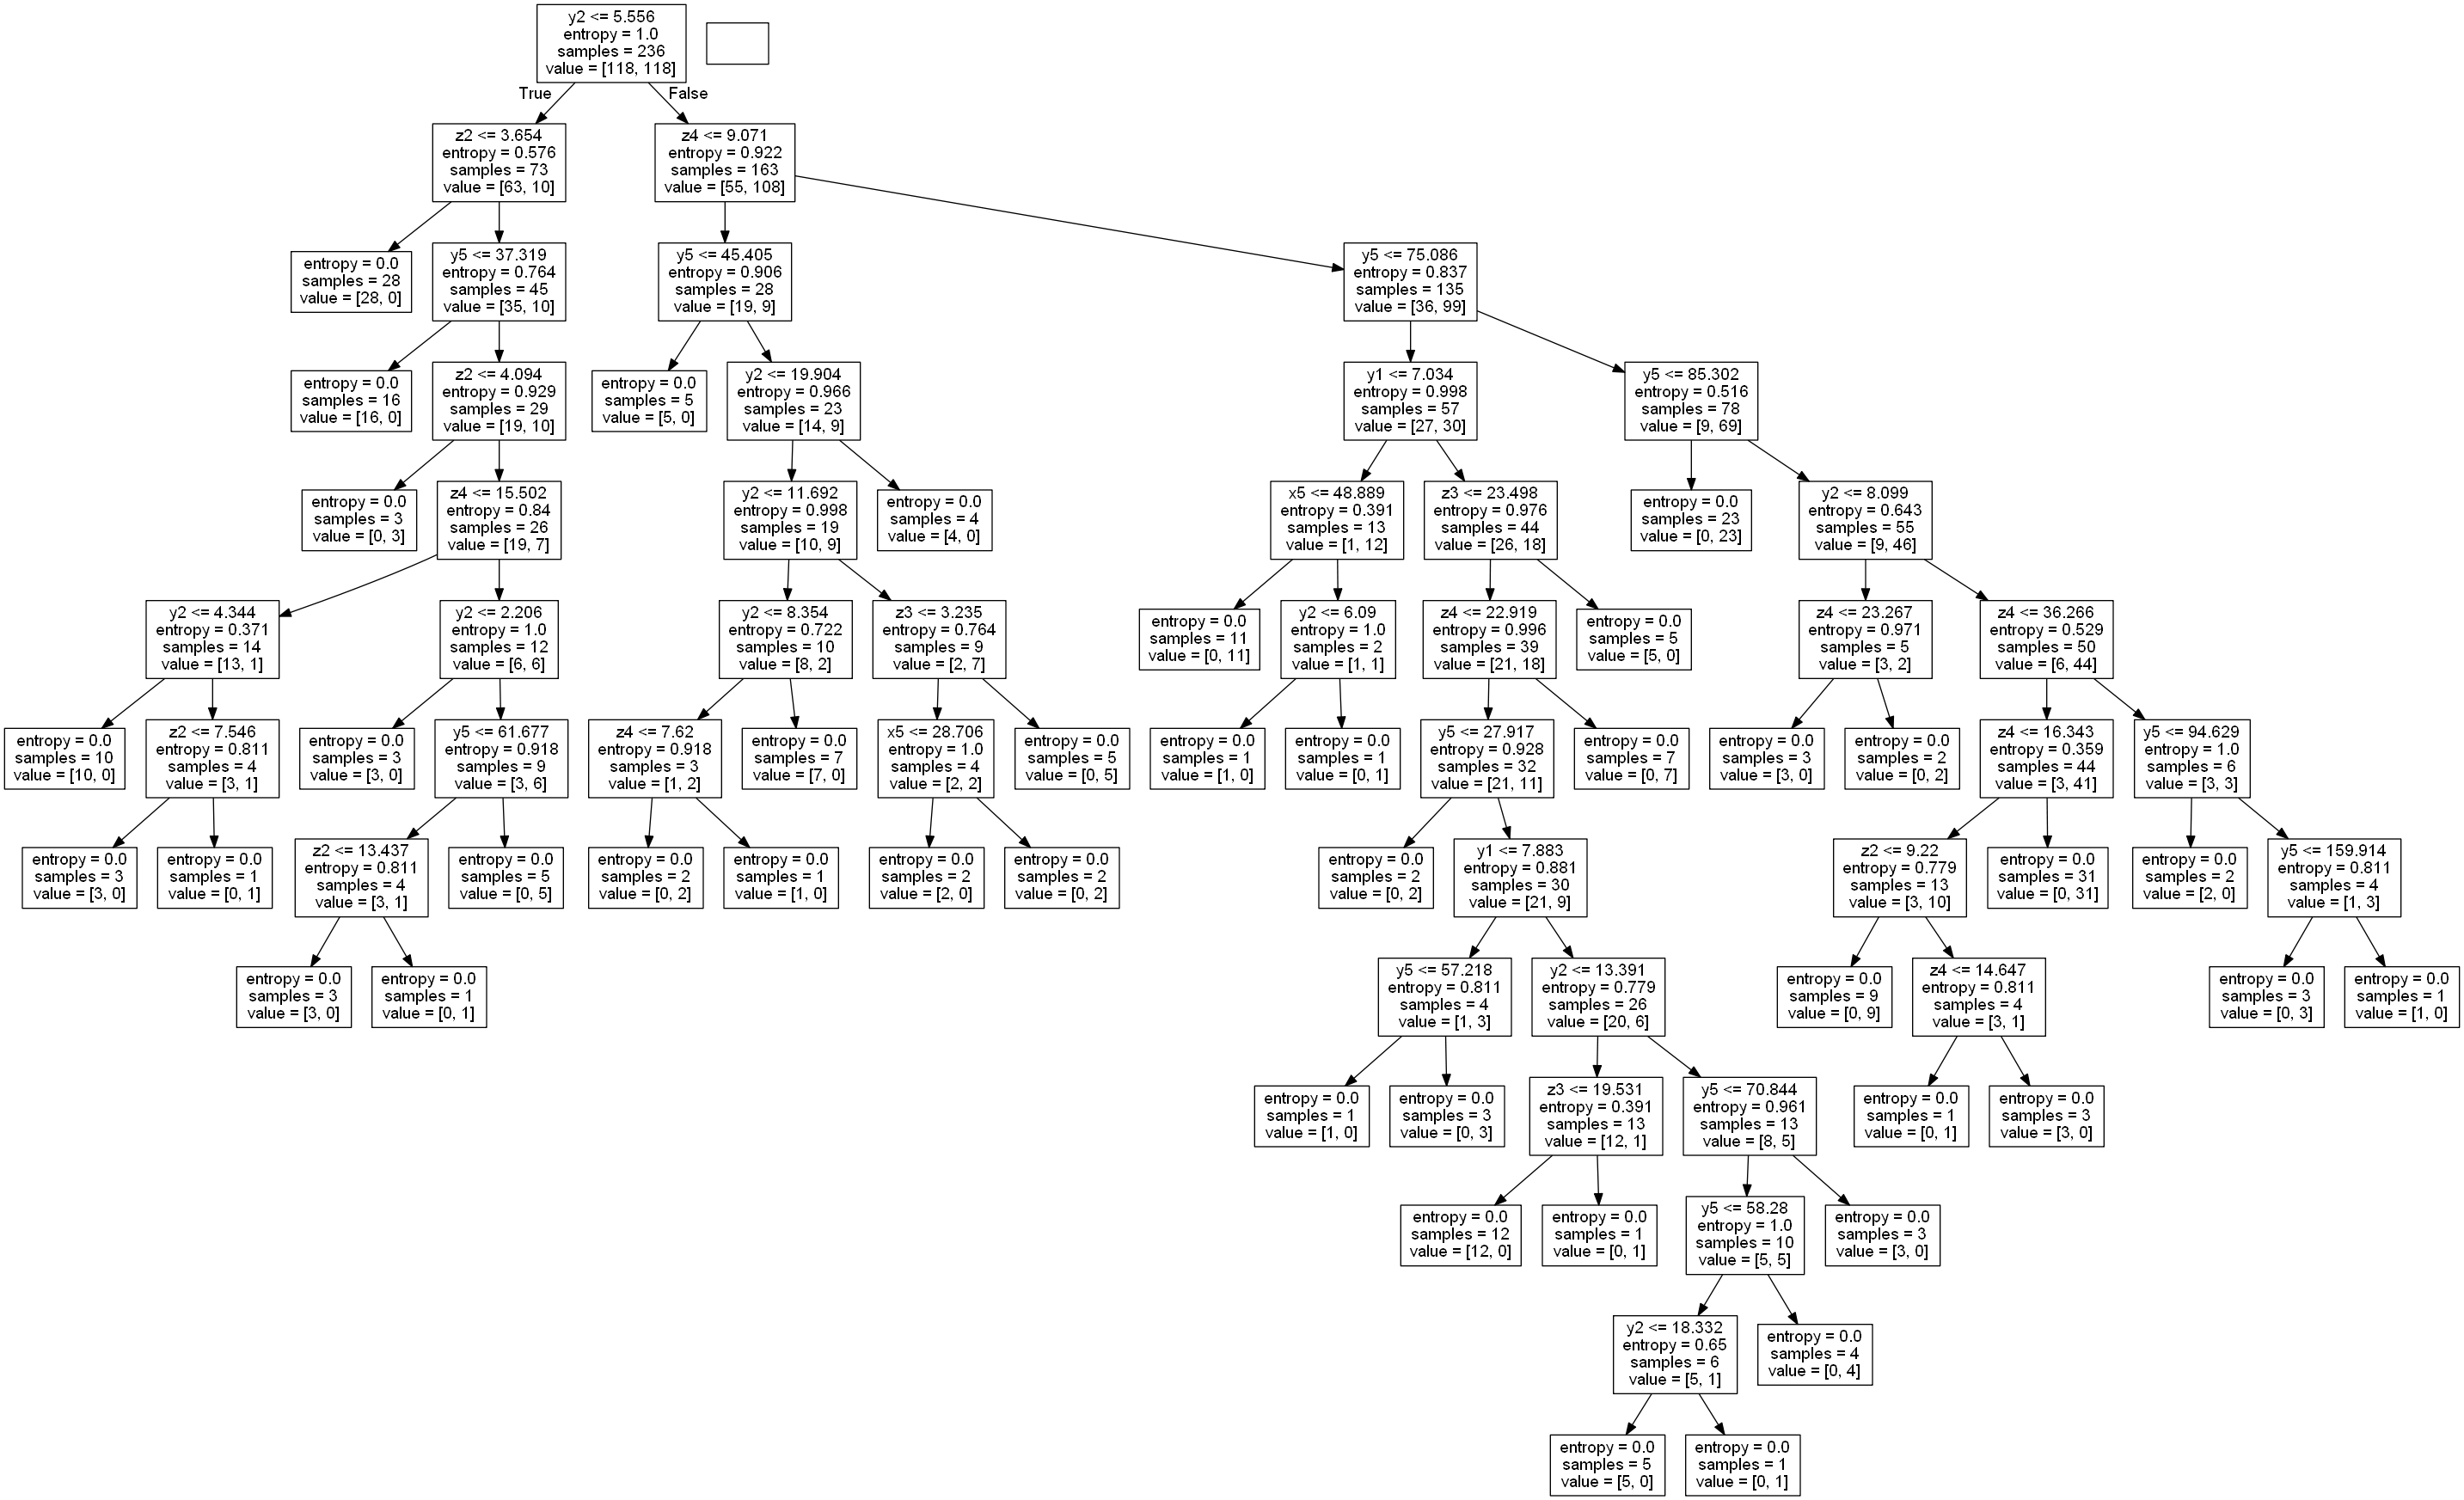 y2 <= 5.556
entropy = 1.0
samples = 236
value = [118, 118]
True
False
z2 <= 3.654
entropy = 0.576
samples = 73
value = [63, 10]
z4 <= 9.071
entropy = 0.922
samples = 163
value = [55, 108]
entropy = 0.0
samples = 28
value = [28, 0]
y5 <= 37.319
entropy = 0.764
samples = 45
value = [35, 10]
y5 <= 45.405
entropy = 0.906
samples = 28
value = [19, 9]
y5 <= 75.086
entropy = 0.837
samples = 135
value = [36, 99]
entropy = 0.0
samples = 16
value = [16, 0]
z2 <= 4.094
entropy = 0.929
samples = 29
value = [19, 10]
entropy = 0.0
samples = 5
value = [5, 0]
y2 <= 19.904
entropy = 0.966
samples = 23
value = [14, 9]
y1 <= 7.034
entropy = 0.998
samples = 57
value = [27, 30]
y5 <= 85.302
entropy = 0.516
samples = 78
value = [9, 69]
entropy = 0.0
samples = 3
value = [0, 3]
z4 <= 15.502
entropy = 0.84
samples = 26
value = [19, 7]
y2 <= 11.692
entropy = 0.998
samples = 19
value = [10, 9]
entropy = 0.0
samples = 4
value = [4, 0]
x5 <= 48.889
entropy = 0.391
samples = 13
value = [1, 12]
z3 <= 23.498
entropy = 0.976
samples = 44
value = [26, 18]
entropy = 0.0
samples = 23
value = [0, 23]
y2 <= 8.099
entropy = 0.643
samples = 55
value = [9, 46]
y2 <= 4.344
entropy = 0.371
samples = 14
value = [13, 1]
y2 <= 2.206
entropy = 1.0
samples = 12
value = [6, 6]
y2 <= 8.354
entropy = 0.722
samples = 10
value = [8, 2]
z3 <= 3.235
entropy = 0.764
samples = 9
value = [2, 7]
entropy = 0.0
samples = 11
value = [0, 11]
y2 <= 6.09
entropy = 1.0
samples = 2
value = [1, 1]
z4 <= 22.919
entropy = 0.996
samples = 39
value = [21, 18]
entropy = 0.0
samples = 5
value = [5, 0]
z4 <= 23.267
entropy = 0.971
samples = 5
value = [3, 2]
z4 <= 36.266
entropy = 0.529
samples = 50
value = [6, 44]
entropy = 0.0
samples = 10
value = [10, 0]
z2 <= 7.546
entropy = 0.811
samples = 4
value = [3, 1]
entropy = 0.0
samples = 3
value = [3, 0]
y5 <= 61.677
entropy = 0.918
samples = 9
value = [3, 6]
z4 <= 7.62
entropy = 0.918
samples = 3
value = [1, 2]
entropy = 0.0
samples = 7
value = [7, 0]
x5 <= 28.706
entropy = 1.0
samples = 4
value = [2, 2]
entropy = 0.0
samples = 5
value = [0, 5]
entropy = 0.0
samples = 1
value = [1, 0]
entropy = 0.0
samples = 1
value = [0, 1]
y5 <= 27.917
entropy = 0.928
samples = 32
value = [21, 11]
entropy = 0.0
samples = 7
value = [0, 7]
entropy = 0.0
samples = 3
value = [3, 0]
entropy = 0.0
samples = 2
value = [0, 2]
z4 <= 16.343
entropy = 0.359
samples = 44
value = [3, 41]
y5 <= 94.629
entropy = 1.0
samples = 6
value = [3, 3]
entropy = 0.0
samples = 3
value = [3, 0]
entropy = 0.0
samples = 1
value = [0, 1]
z2 <= 13.437
entropy = 0.811
samples = 4
value = [3, 1]
entropy = 0.0
samples = 5
value = [0, 5]
entropy = 0.0
samples = 2
value = [0, 2]
entropy = 0.0
samples = 1
value = [1, 0]
entropy = 0.0
samples = 2
value = [2, 0]
entropy = 0.0
samples = 2
value = [0, 2]
entropy = 0.0
samples = 2
value = [0, 2]
y1 <= 7.883
entropy = 0.881
samples = 30
value = [21, 9]
z2 <= 9.22
entropy = 0.779
samples = 13
value = [3, 10]
entropy = 0.0
samples = 31
value = [0, 31]
entropy = 0.0
samples = 2
value = [2, 0]
y5 <= 159.914
entropy = 0.811
samples = 4
value = [1, 3]
entropy = 0.0
samples = 3
value = [3, 0]
entropy = 0.0
samples = 1
value = [0, 1]
y5 <= 57.218
entropy = 0.811
samples = 4
value = [1, 3]
y2 <= 13.391
entropy = 0.779
samples = 26
value = [20, 6]
entropy = 0.0
samples = 9
value = [0, 9]
z4 <= 14.647
entropy = 0.811
samples = 4
value = [3, 1]
entropy = 0.0
samples = 3
value = [0, 3]
entropy = 0.0
samples = 1
value = [1, 0]
entropy = 0.0
samples = 1
value = [1, 0]
entropy = 0.0
samples = 3
value = [0, 3]
z3 <= 19.531
entropy = 0.391
samples = 13
value = [12, 1]
y5 <= 70.844
entropy = 0.961
samples = 13
value = [8, 5]
entropy = 0.0
samples = 1
value = [0, 1]
entropy = 0.0
samples = 3
value = [3, 0]
entropy = 0.0
samples = 12
value = [12, 0]
entropy = 0.0
samples = 1
value = [0, 1]
y5 <= 58.28
entropy = 1.0
samples = 10
value = [5, 5]
entropy = 0.0
samples = 3
value = [3, 0]
y2 <= 18.332
entropy = 0.65
samples = 6
value = [5, 1]
entropy = 0.0
samples = 4
value = [0, 4]
entropy = 0.0
samples = 5
value = [5, 0]
entropy = 0.0
samples = 1
value = [0, 1]